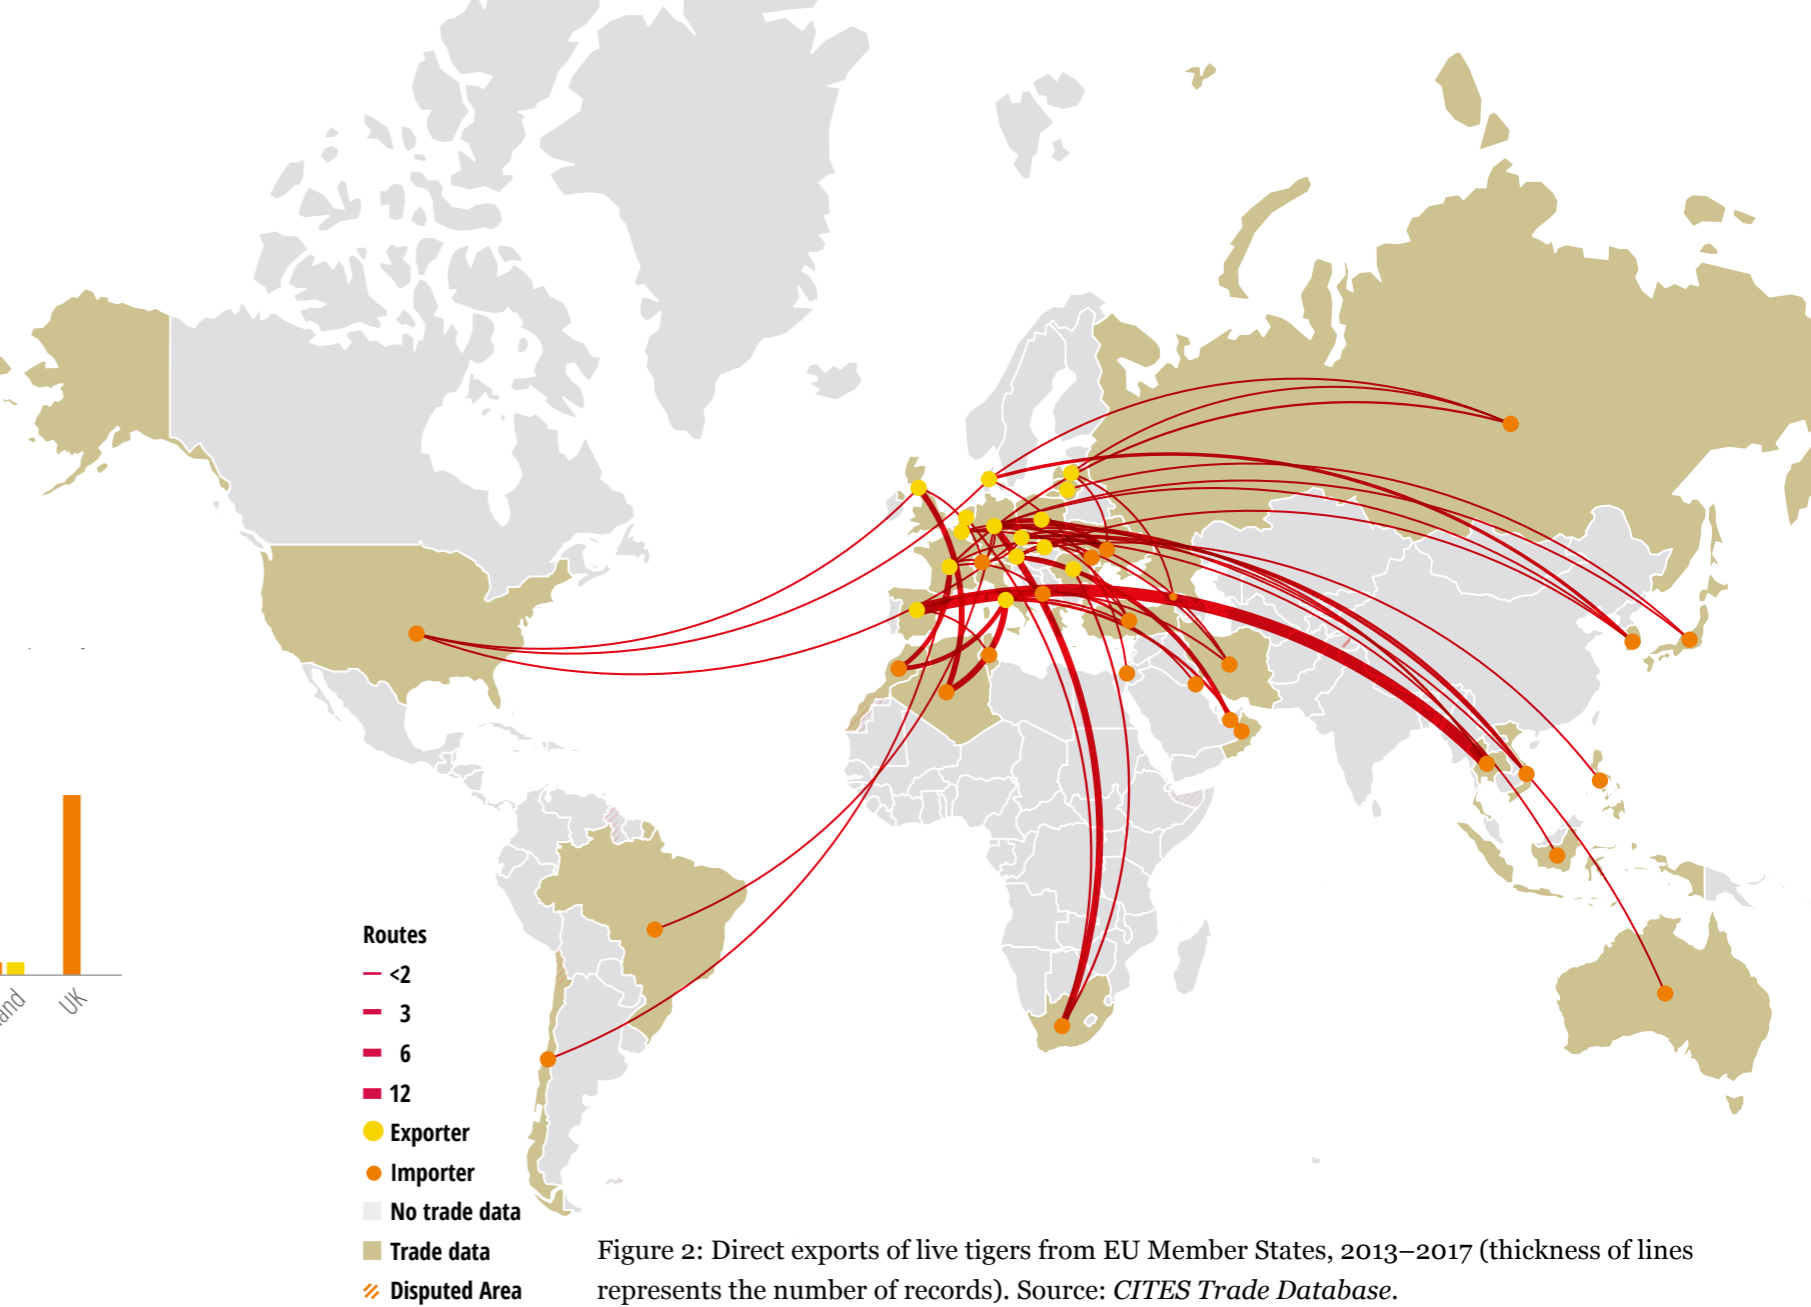 UK
Routes
<2
3
6
12
Exporter
Importer
No trade data
Trade data
Disputed Area
Figure 2: Direct exports of live tigers from EU Member States, 2013–2017 (thickness of lines
represents the number of records). Source: CITES Trade Database.